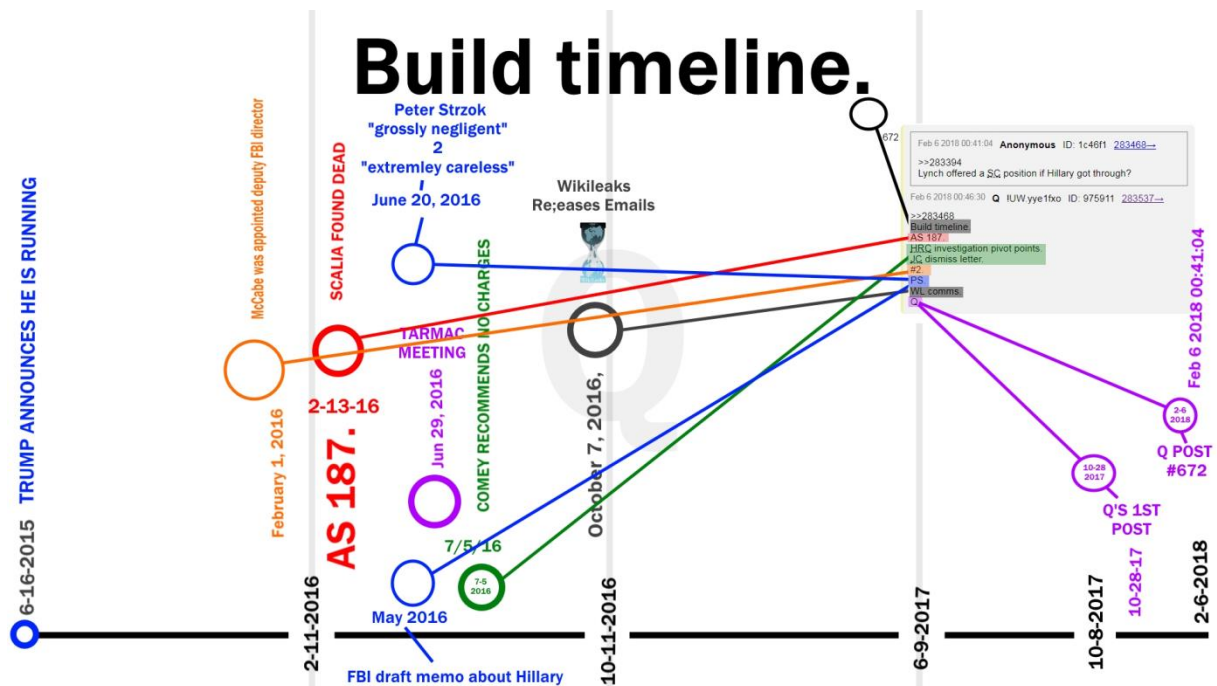 Build timeline.
Peter Strzok
"grossly negligent"
2
"extremley careless"
June 20, 2016
McCabe was appointed deputy FBI director
SCALIA FOUND DEAD
TRUMP ANNOUNCES HE IS RUNNING
6-16-2015
Wikileaks
Re;eases Emails
COMEY RECOMMENDS NO CHARGES
TARMAC
MEETING
Jun 29, 2016
February 1, 2016
2-13-16
AS 187.
October 7, 2016,
Q
7/5/16
7-5
2016
May 2016
FBI draft memo about Hillary
672
Feb 6 2018 00:41:04 Anonymous ID: 1c46f1 283468→
>>283394
Lynch offered a SC position if Hillary got through?
Feb 6 2018 00:46:30 Q !UW.yye1fxo ID: 975911 283537→
>>283468
Build timeline.
AS 187.
HRC investigation pivot points.
JC dismiss letter.
#2.
PS.
WL comms.
Q
Feb 6 2018 00:41:04
2-6
2018
Q POST
#672
10-28
2017
Q'S 1ST
POST
10-28-17
2-11-2016
10-11-2016
6-9-2017
10-8-2017
2-6-2018